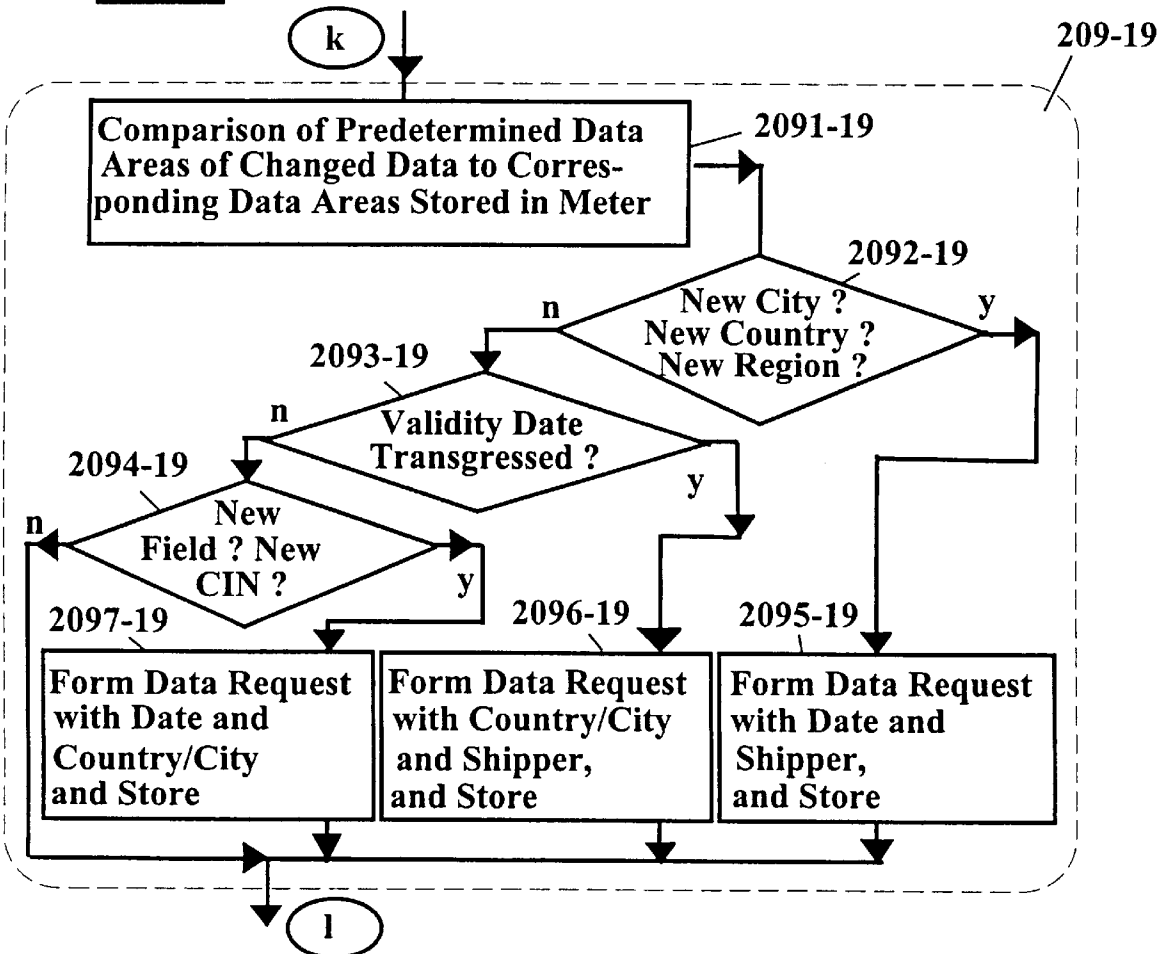 k
209-19
Comparison of Predetermined Data
Areas of Changed Data to Corres-
ponding Data Areas Stored in Meter
2091-19
2092-19
New City ?
New Country ?
New Region ?
n
y
2093-19
Validity Date
Transgressed ?
n
y
2094-19
New
Field ? New
CIN ?
n
y
2097-19
Form Data Request
with Date and
Country/City
and Store
2096-19
Form Data Request
with Country/City
and Shipper,
and Store
2095-19
Form Data Request
with Date and
Shipper,
and Store
l